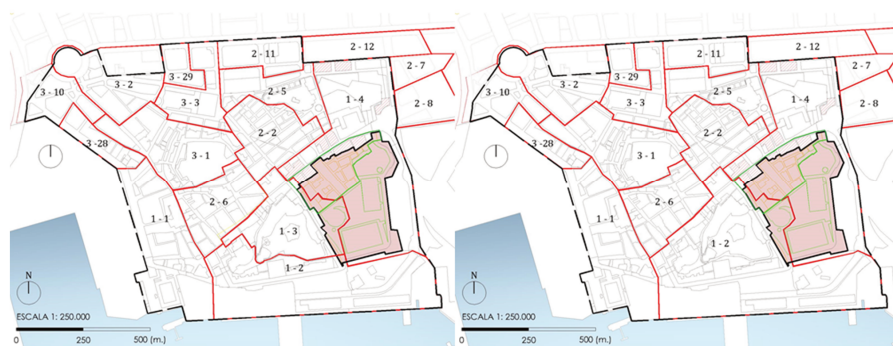 2 - 11
2 - 12
3 - 29
2 - 7
3 - 2
3 - 10
2 - 5
3 - 3
1 - 4
2 - 8
2 - 2
3 -28
3 - 1
2 - 6
1 - 1
1 - 3
1 - 2
N
ESCALA 1: 250.000
0 250 500 (m.)
2 - 11
2 - 12
3 - 29
2 - 7
3 - 2
3 - 10
2 - 5
3 - 3
1 - 4
2 - 8
2 - 2
3 -28
3 - 1
2 - 6
1 - 1
1 - 2
N
ESCALA 1: 250.000
0 250 500 (m.)